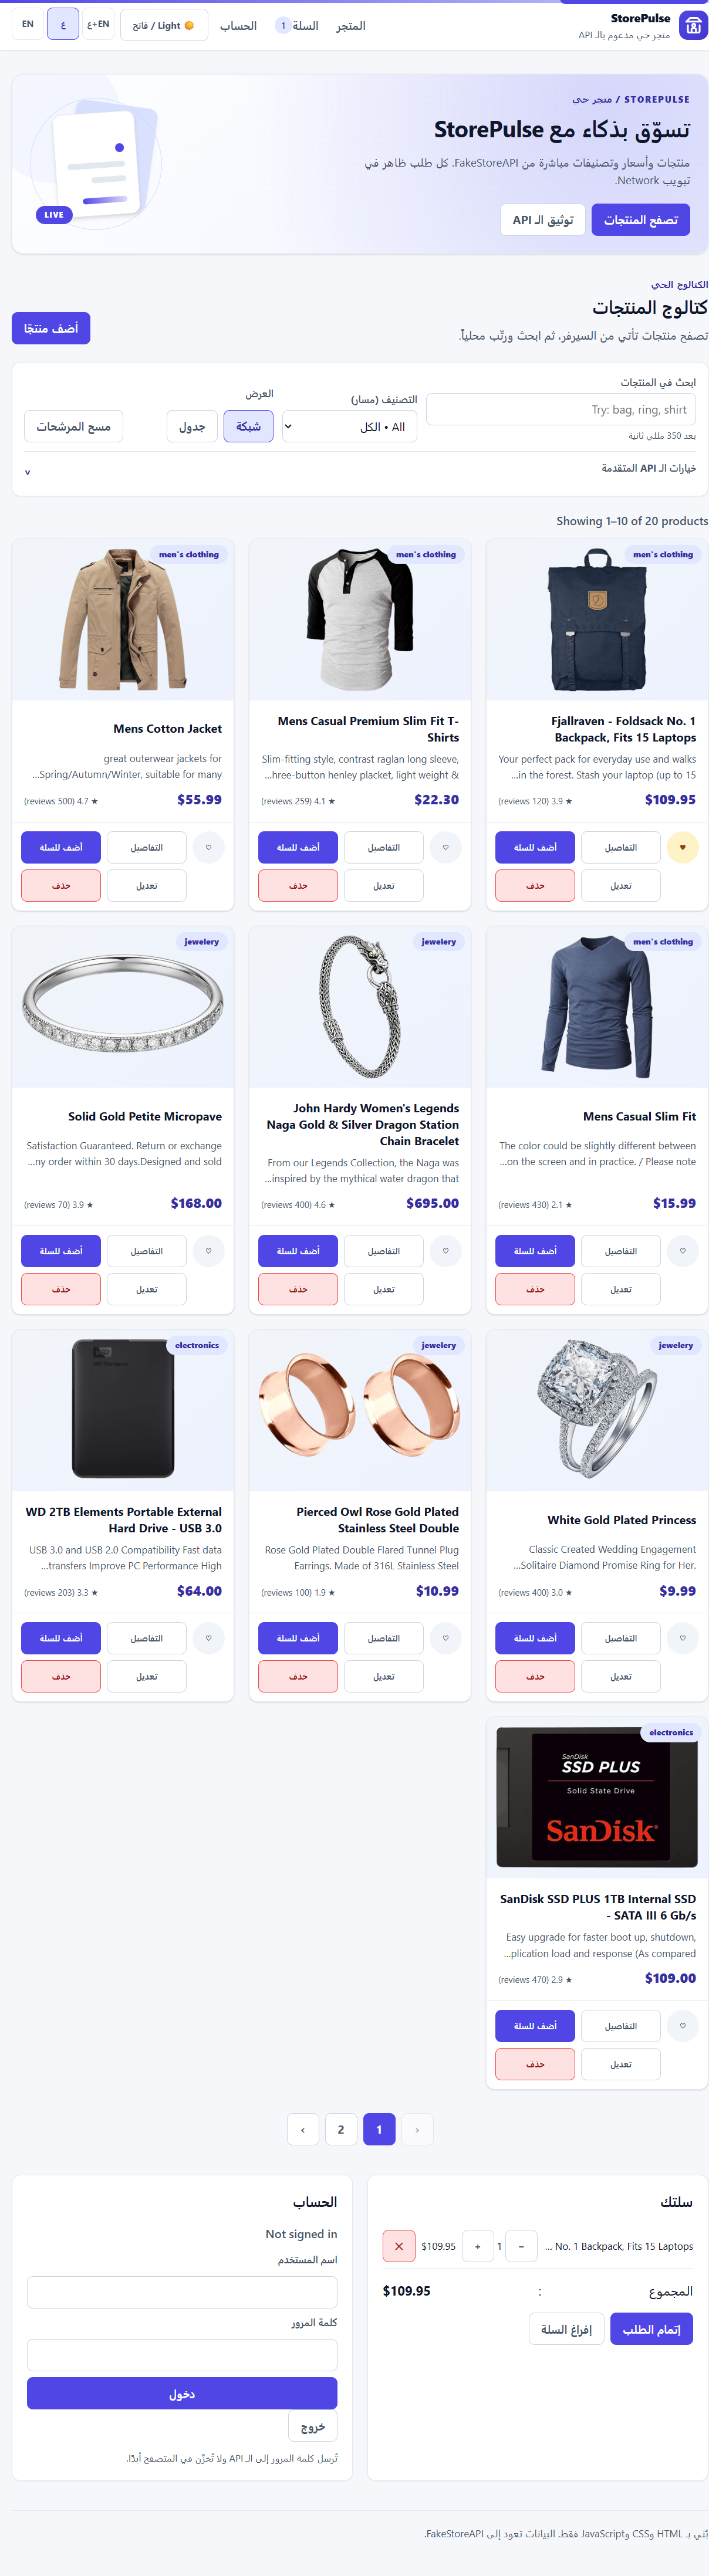 StorePulse
متجر حي مدعوم بالـ API
المتجر
السلة 1
الحساب
Light / فاتح
ع+EN
ع
EN
STOREPULSE / متجر حي
تسوّق بذكاء مع StorePulse
منتجات وأسعار وتصنيفات مباشرة من FakeStoreAPI. كل طلب ظاهر في
تبويب Network.
تصفح المنتجات
توثيق الـ API
LIVE
الكتالوج الحي
كتالوج المنتجات
تصفح منتجات تأتي من السيرفر، ثم ابحث ورتّب محلياً.
أضف منتجًا
ابحث في المنتجات
Try: bag, ring, shirt
بعد 350 مللي ثانية
التصنيف (مسار)
All • الكل
العرض
شبكة
جدول
مسح المرشحات
خيارات الـ API المتقدمة
Showing 1–10 of 20 products
men's clothing
Fjallraven - Foldsack No. 1
Backpack, Fits 15 Laptops
Your perfect pack for everyday use and walks
...in the forest. Stash your laptop (up to 15
$109.95
★ 3.9 (120 reviews)
التفاصيل
أضف للسلة
تعديل
حذف
men's clothing
Mens Casual Premium Slim Fit T-
Shirts
Slim-fitting style, contrast raglan long sleeve,
...hree-button henley placket, light weight &
$22.30
★ 4.1 (259 reviews)
التفاصيل
أضف للسلة
تعديل
حذف
men's clothing
Mens Cotton Jacket
great outerwear jackets for
...Spring/Autumn/Winter, suitable for many
$55.99
★ 4.7 (500 reviews)
التفاصيل
أضف للسلة
تعديل
حذف
men's clothing
Mens Casual Slim Fit
The color could be slightly different between
...on the screen and in practice. / Please note
$15.99
★ 2.1 (430 reviews)
التفاصيل
أضف للسلة
تعديل
حذف
jewelery
John Hardy Women's Legends
Naga Gold & Silver Dragon Station
Chain Bracelet
From our Legends Collection, the Naga was
...inspired by the mythical water dragon that
$695.00
★ 4.6 (400 reviews)
التفاصيل
أضف للسلة
تعديل
حذف
jewelery
Solid Gold Petite Micropave
Satisfaction Guaranteed. Return or exchange
...ny order within 30 days.Designed and sold
$168.00
★ 3.9 (70 reviews)
التفاصيل
أضف للسلة
تعديل
حذف
jewelery
White Gold Plated Princess
Classic Created Wedding Engagement
...Solitaire Diamond Promise Ring for Her.
$9.99
★ 3.0 (400 reviews)
التفاصيل
أضف للسلة
تعديل
حذف
jewelery
Pierced Owl Rose Gold Plated
Stainless Steel Double
Rose Gold Plated Double Flared Tunnel Plug
Earrings. Made of 316L Stainless Steel
$10.99
★ 1.9 (100 reviews)
التفاصيل
أضف للسلة
تعديل
حذف
electronics
WD 2TB Elements Portable External
Hard Drive - USB 3.0
USB 3.0 and USB 2.0 Compatibility Fast data
...transfers Improve PC Performance High
$64.00
★ 3.3 (203 reviews)
التفاصيل
أضف للسلة
تعديل
حذف
electronics
SanDisk
SSD PLUS
Solid State Drive
SanDisk
SanDisk SSD PLUS 1TB Internal SSD
- SATA III 6 Gb/s
Easy upgrade for faster boot up, shutdown,
...plication load and response (As compared
$109.00
★ 2.9 (470 reviews)
التفاصيل
أضف للسلة
تعديل
حذف
‹ 1 2 ›
سلتك
... No. 1 Backpack, Fits 15 Laptops
− 1 + $109.95 ✕
المجموع : $109.95
إتمام الطلب
إفراغ السلة
الحساب
Not signed in
اسم المستخدم
كلمة المرور
دخول
خروج
تُرسل كلمة المرور إلى الـ API ولا تُخزَّن في المتصفح أبدًا.
بُني بـ HTML وCSS وJavaScript فقط. البيانات تعود إلى FakeStoreAPI.